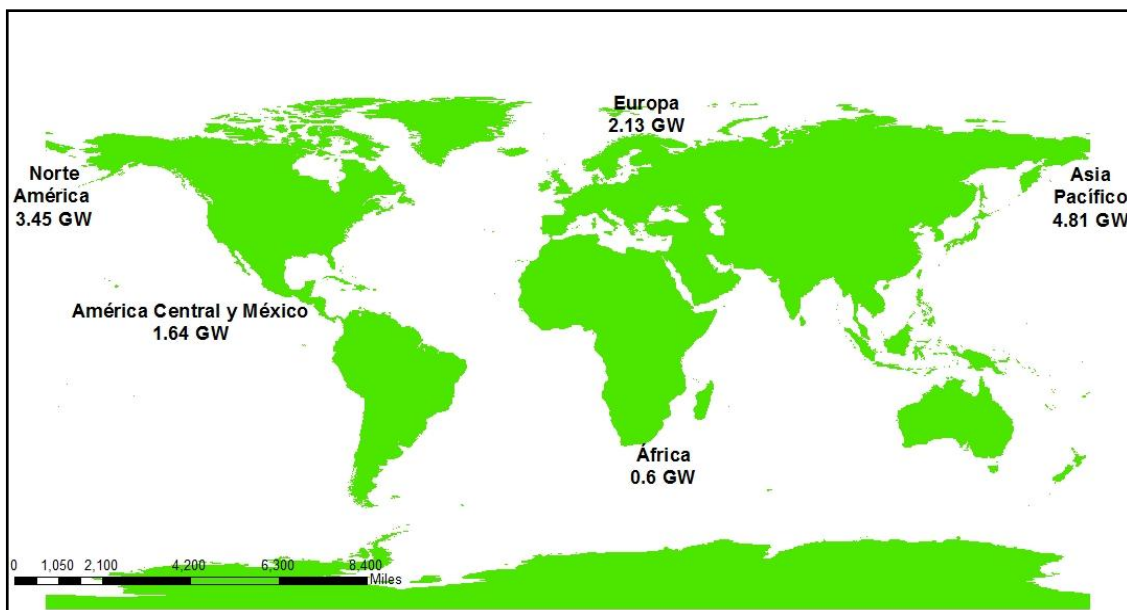 Europa
2.13 GW
Norte
América
3.45 GW
Asia
Pacífico
4.81 GW
América Central y México
1.64 GW
África
0.6 GW
0 1,050 2,100 4,200 6,300 8,400
Miles